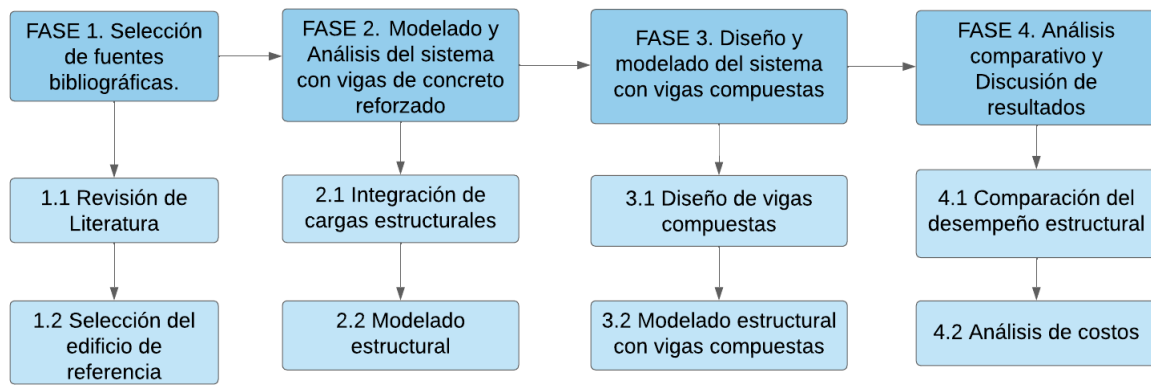 FASE 1. Selección
de fuentes
bibliográficas.
1.1 Revisión de
Literatura
1.2 Selección del
edificio de
referencia
FASE 2.  Modelado y
Análisis del sistema
con vigas de concreto
reforzado
2.1 Integración de
cargas estructurales
2.2 Modelado
estructural
FASE 3. Diseño y
modelado del sistema
con vigas compuestas
3.1 Diseño de vigas
compuestas
3.2 Modelado estructural
con vigas compuestas
FASE 4. Análisis
comparativo y
Discusión de
resultados
4.1 Comparación del
desempeño estructural
4.2 Análisis de costos